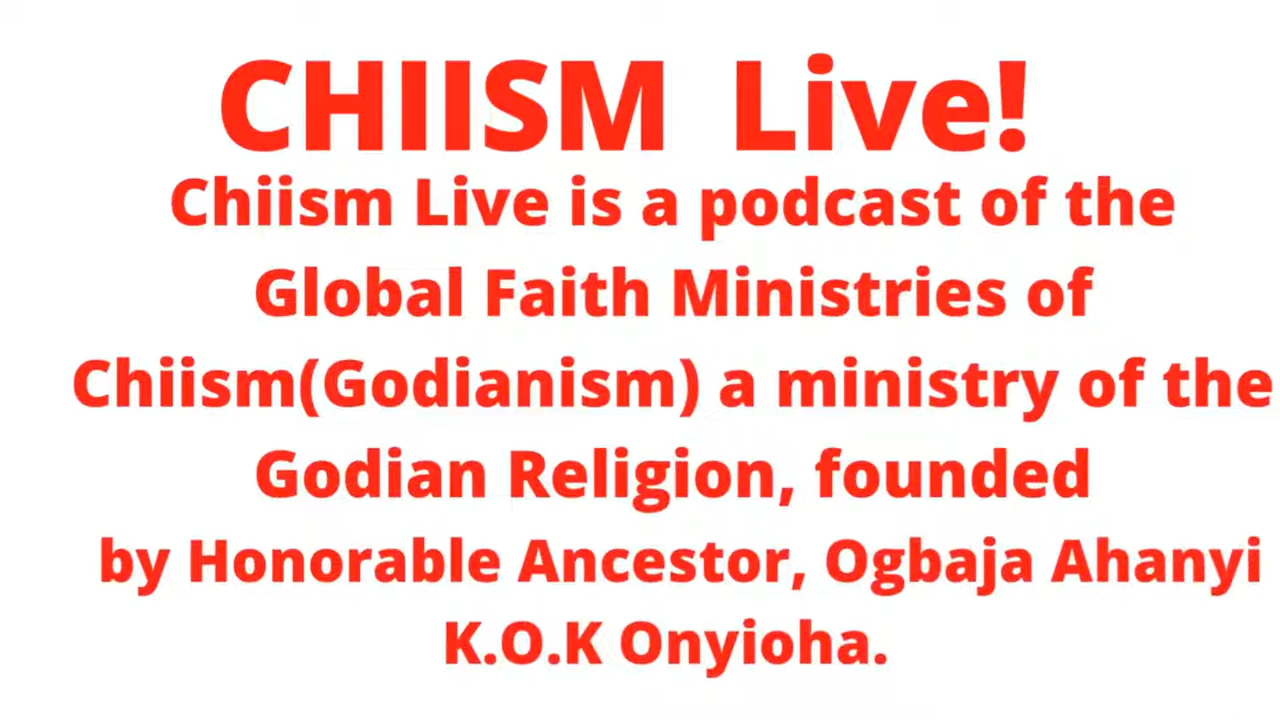 CHIISM Live!
Chiism Live is a podcast of the
Global Faith Ministries of
Chiism(Godianism) a ministry of the
Godian Religion, founded
by Honorable Ancestor, Ogbaja Ahanyi
K.O.K Onyioha.